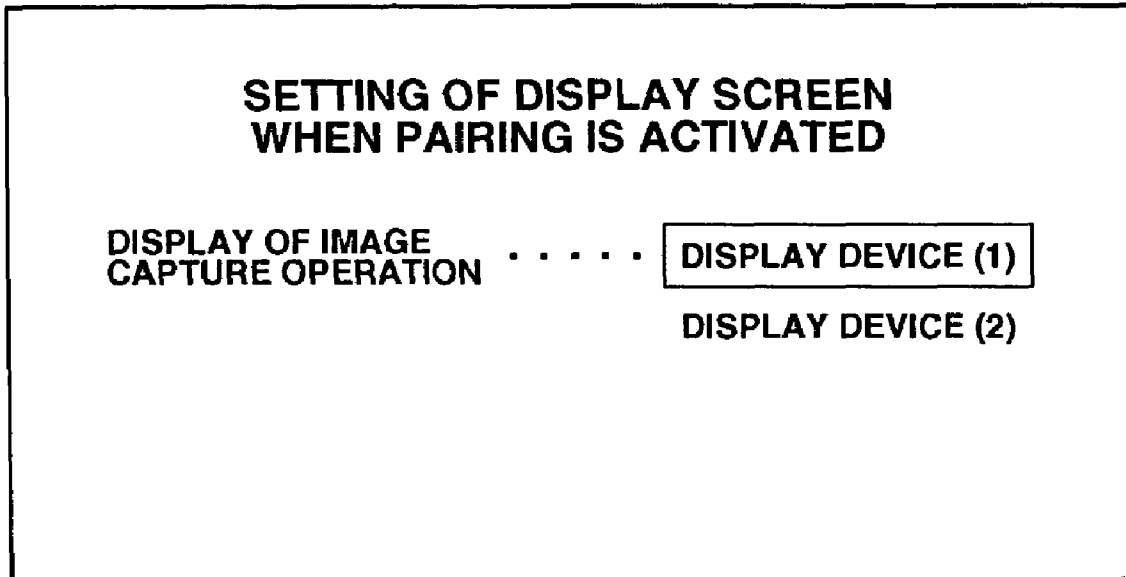 SETTING OF DISPLAY SCREEN
WHEN PAIRING IS ACTIVATED
DISPLAY OF IMAGE
CAPTURE OPERATION ..... DISPLAY DEVICE (1)
DISPLAY DEVICE (2)